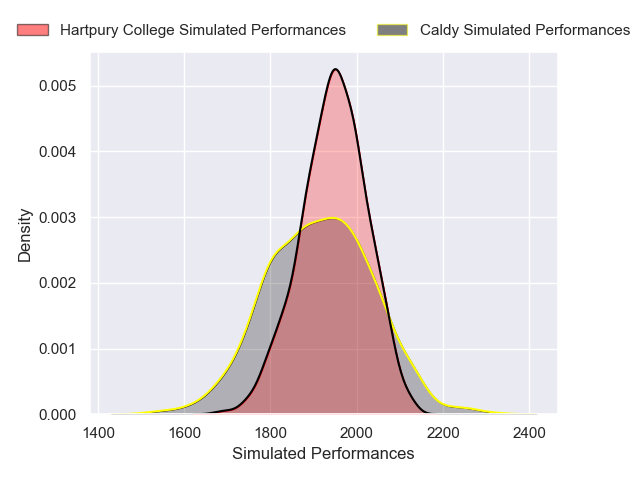 Hartpury College Simulated Performances
Caldy Simulated Performances
0.005
0.004
0.003
0.002
0.001
0.000
Density
1400 1600 1800 2000 2200 2400
Simulated Performances